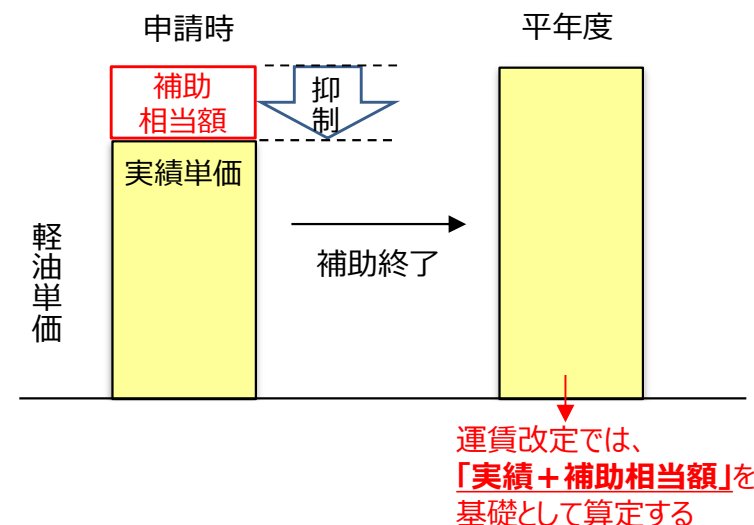 申請時
平年度
補助
相当額
抑
制
実績単価
軽油単価
補助終了
運賃改定では、
「実績＋補助相当額」を
基礎として算定する